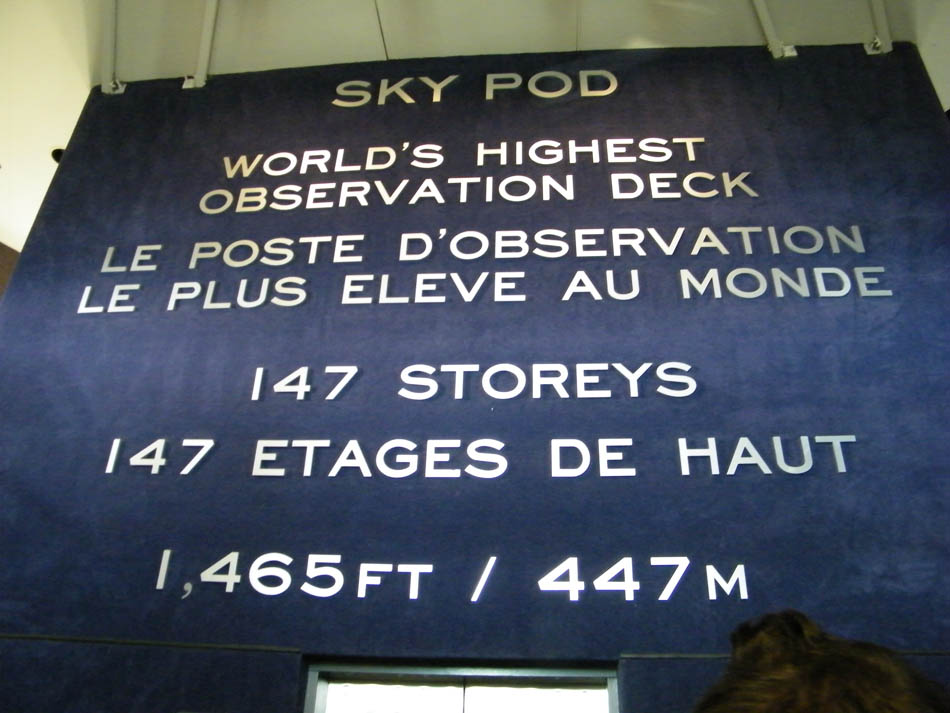 SKY POD
WORLD'S HIGHEST
OBSERVATION DECK
LE POSTE D'OBSERVATION
LE PLUS ELEVE AU MONDE
147 STOREYS
147 ETAGES DE HAUT
1,465FT / 447M